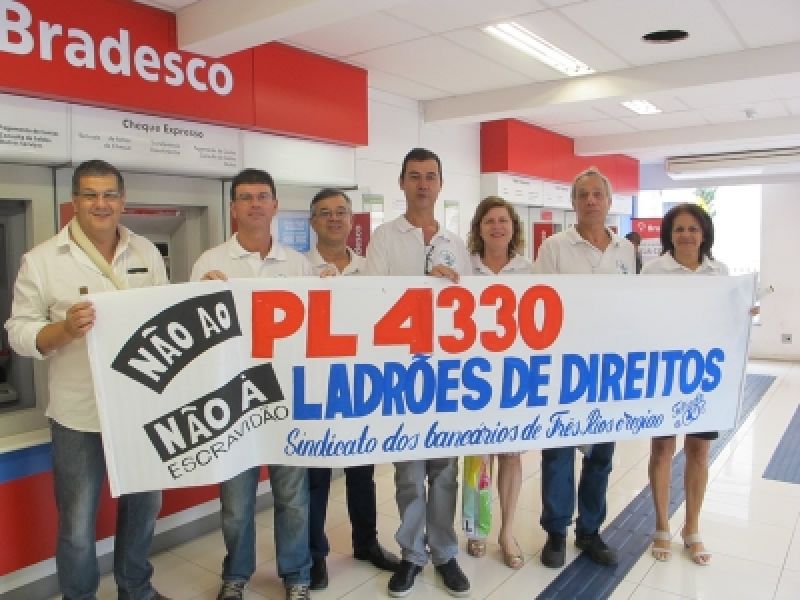 Bradesco
Cheque Expresso
NÃO AO
PL 4330
NÃO À
ESCRAVIDÃO
LADRÕES DE DIREITOS
Sindicato dos bancários de Três Rios e região